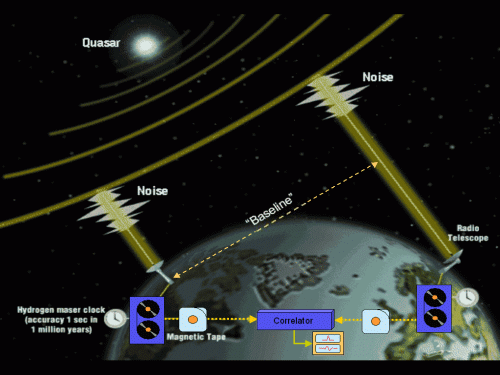 Quasar
Noise
Noise
"Baseline"
Radio
Telescope
Hydrogen maser clock
(accuracy 1 sec in
1 million years)
Magnetic Tape
Correlator